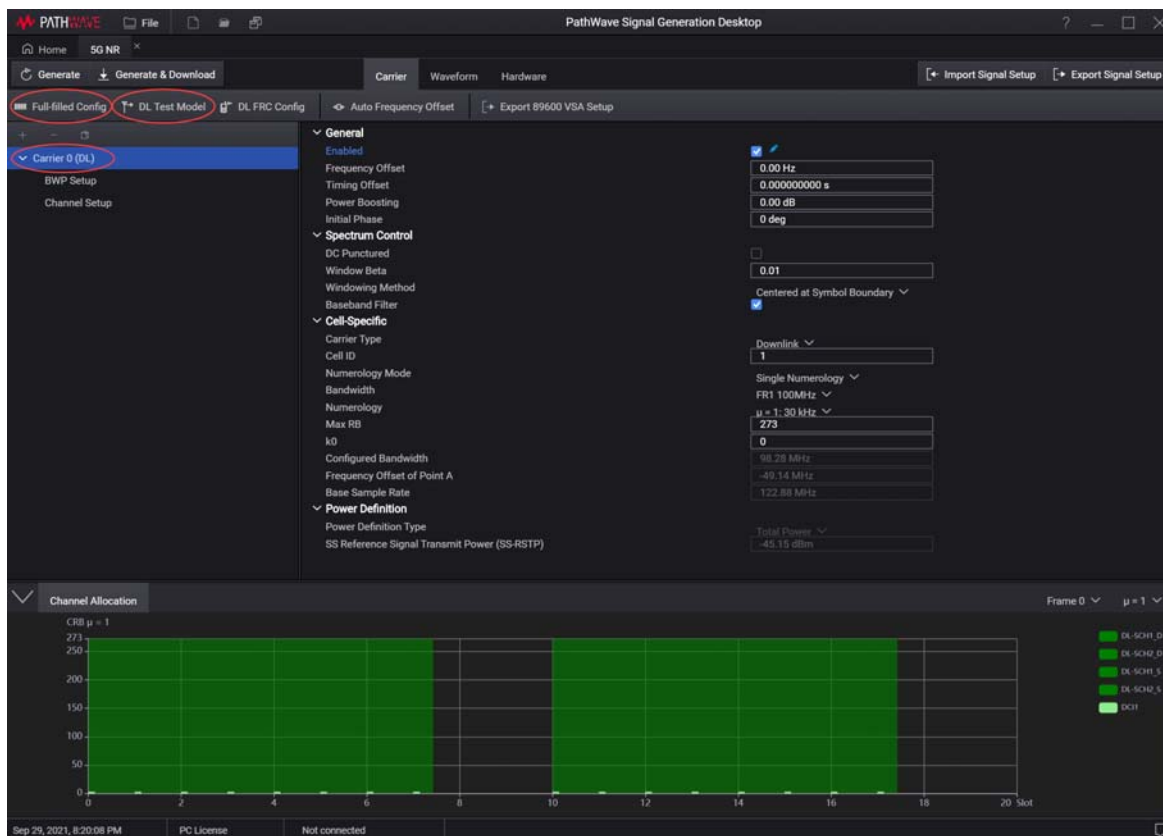 PATHWAVE File PathWave Signal Generation Desktop ?
Home 5G NR
Generate Generate & Download Carrier Waveform Hardware Import Signal Setup Export Signal Setup
Full-filled Config DL Test Model DL FRC Config Auto Frequency Offset Export 89600 VSA Setup
General
Carrier 0 (DL) Enabled
Frequency Offset 0.00 Hz
BWP Setup Timing Offset 0.000000000 s
Channel Setup Power Boosting 0.00 dB
Initial Phase 0 deg
Spectrum Control
DC Punctured
Window Beta 0.01
Windowing Method Centered at Symbol Boundary
Baseband Filter
Cell-Specific
Carrier Type Downlink
Cell ID 1
Numerology Mode Single Numerology
Bandwidth FR1 100MHz
Numerology μ = 1: 30 kHz
Max RB 273
k0 0
Configured Bandwidth 98.28 MHz
Frequency Offset of Point A -49.14 MHz
Base Sample Rate 122.88 MHz
Power Definition
Power Definition Type Total Power
SS Reference Signal Transmit Power (SS-RSTP) -45.15 dBm
Channel Allocation Frame 0 μ = 1
CRB μ = 1
273
250
200
150
100
50
0
0 2 4 6 8 10 12 14 16 18 20 Slot
DL-SCH1_D
DL-SCH2_D
DL-SCH1_S
DL-SCH2_S
DCI1
Sep 29, 2021, 8:20:08 PM PC License Not connected